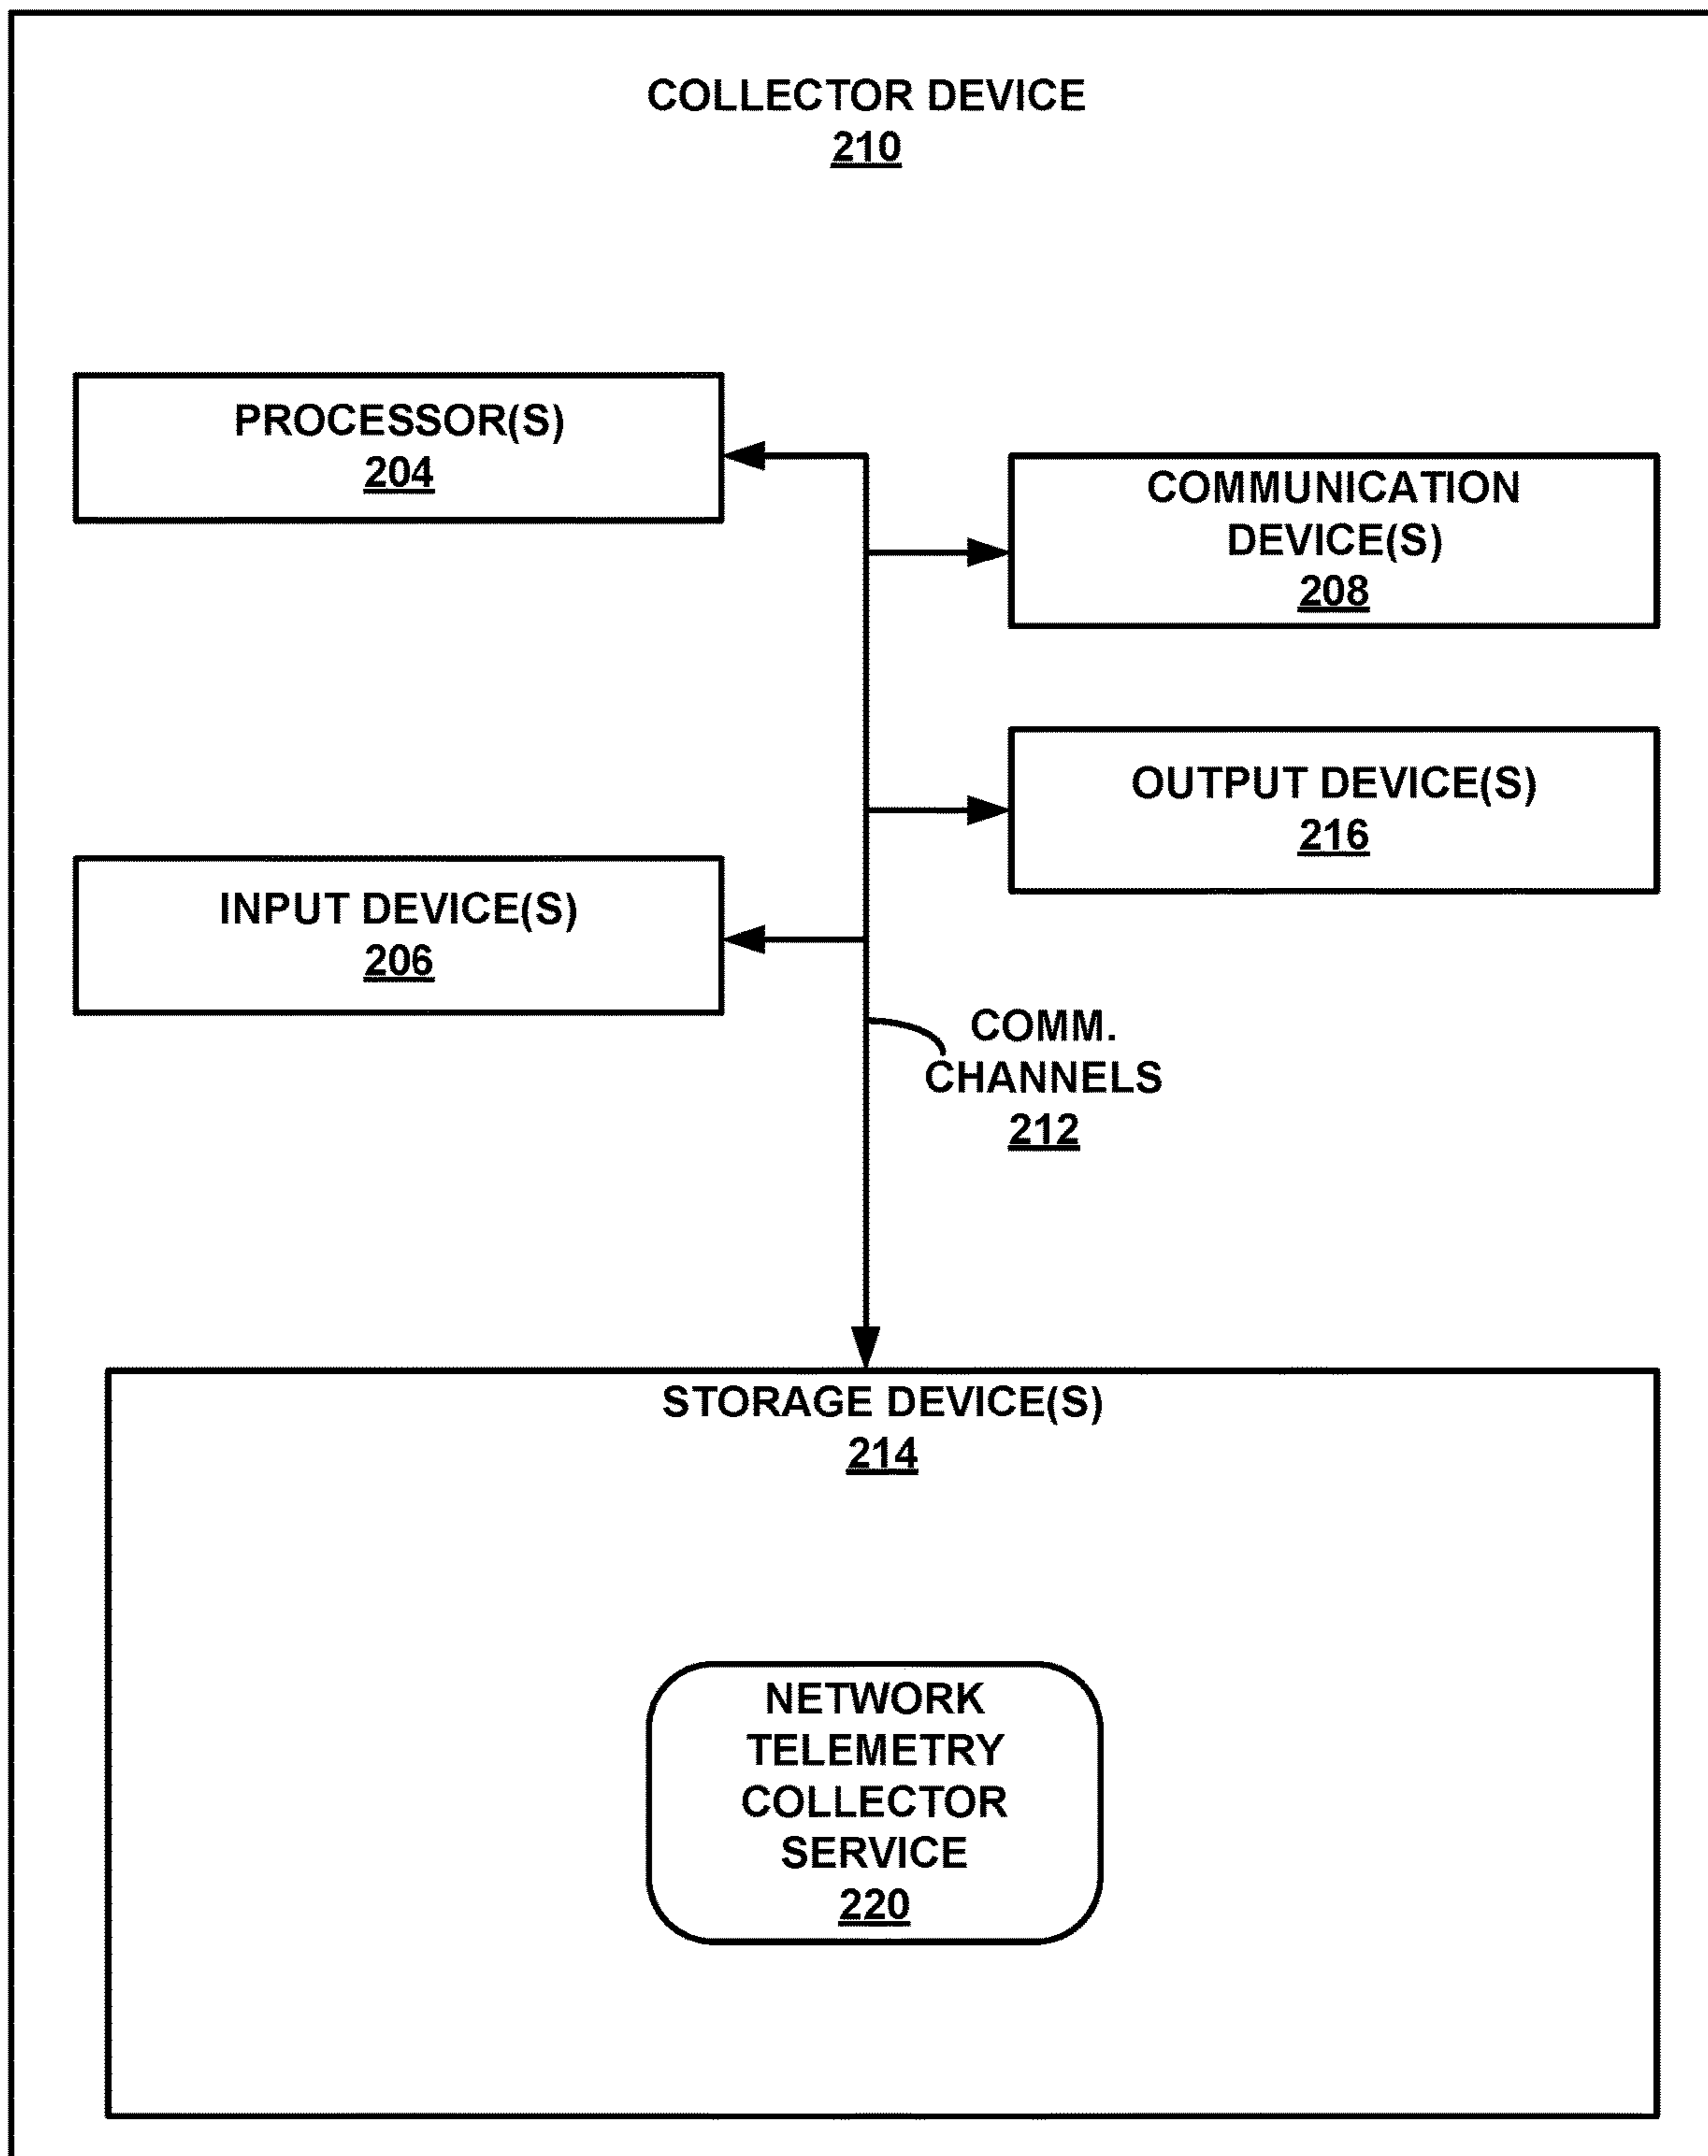 COLLECTOR DEVICE
210
PROCESSOR(S)
204
COMMUNICATION
DEVICE(S)
208
OUTPUT DEVICE(S)
216
INPUT DEVICE(S)
206
COMM.
CHANNELS
212
STORAGE DEVICE(S)
214
NETWORK
TELEMETRY
COLLECTOR
SERVICE
220